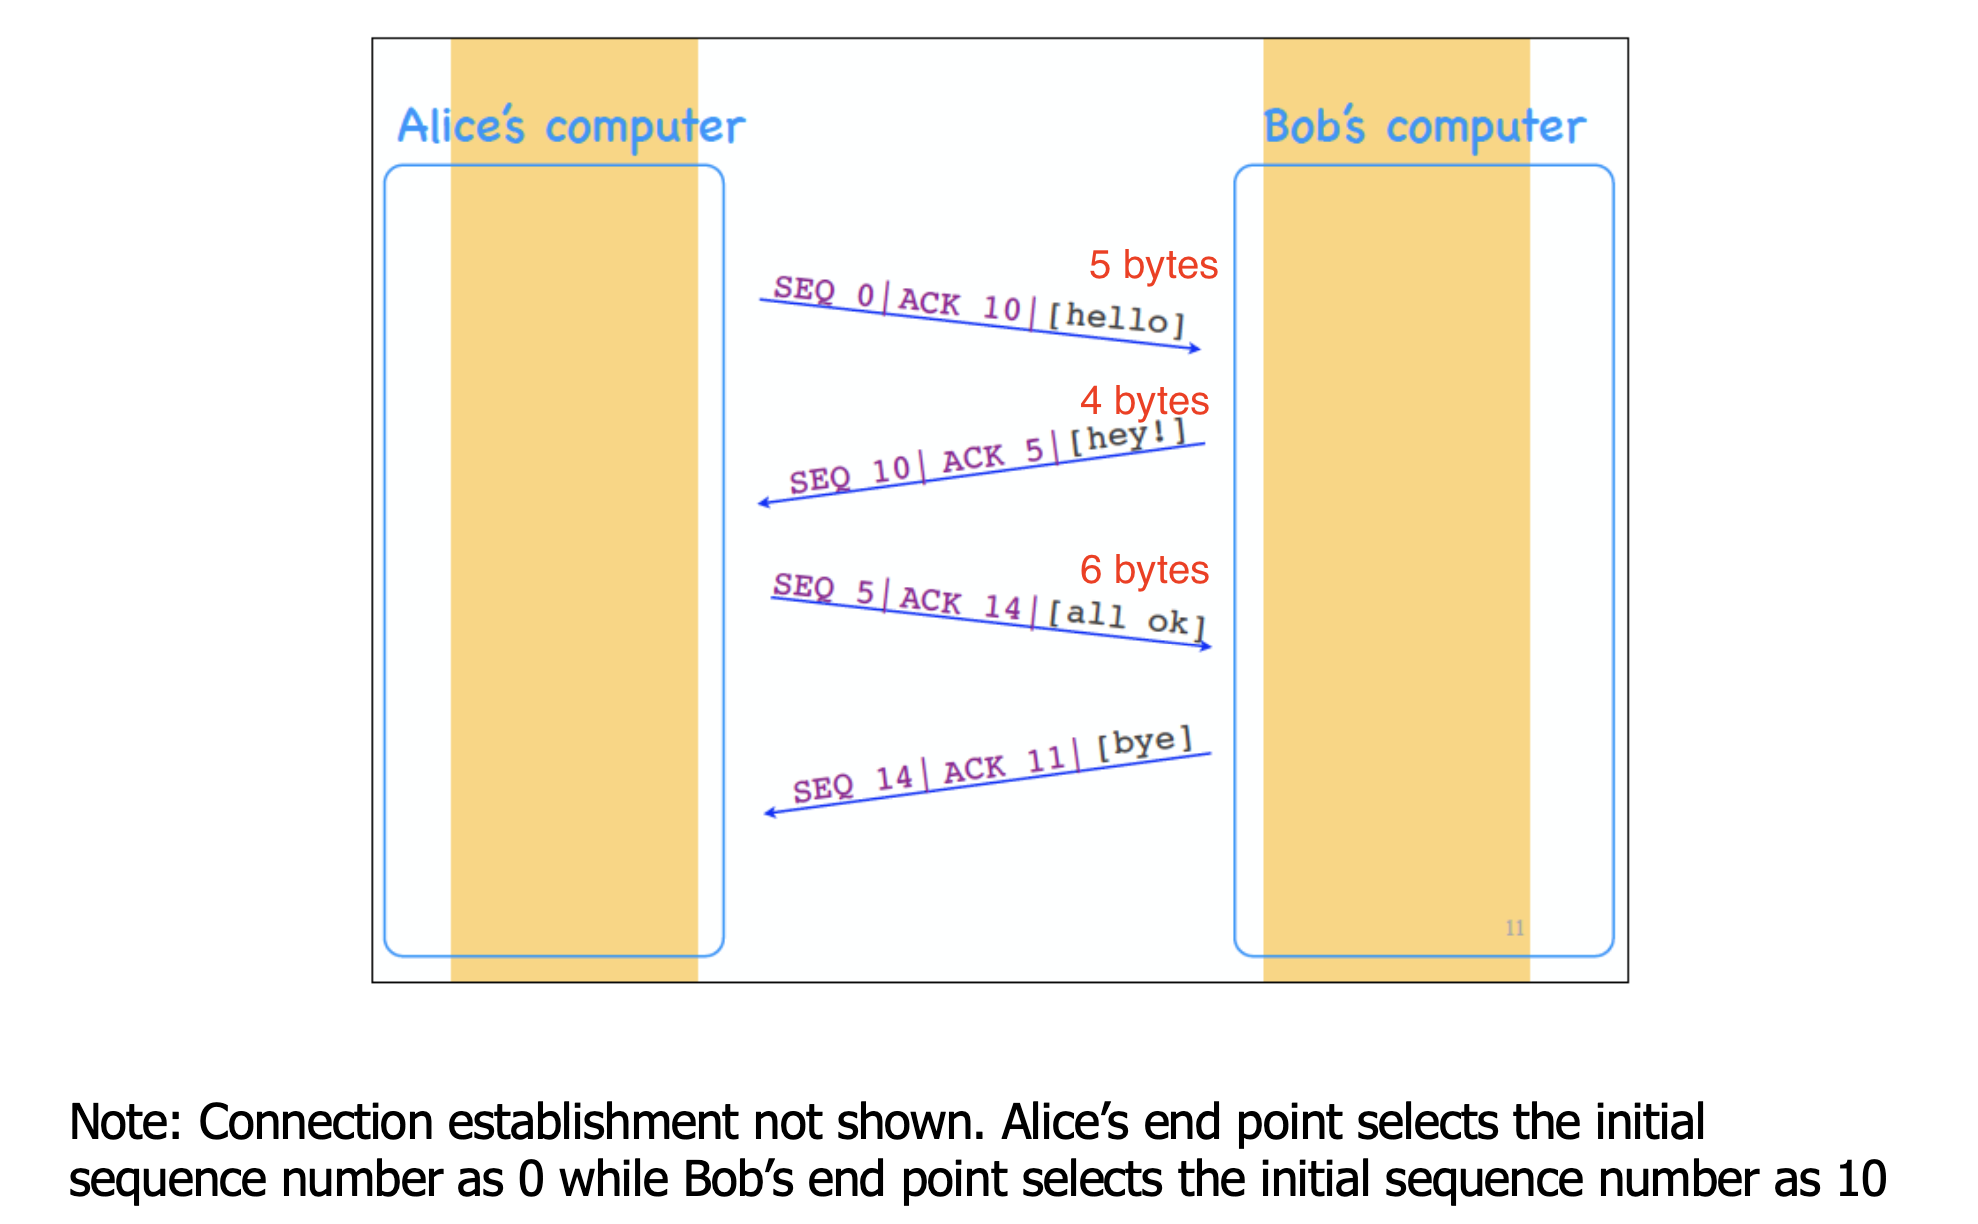 Alice's computer
Bob's computer
5 bytes
SEQ 0|ACK 10|[hello]
4 bytes
SEQ 10| ACK 5|[hey!]
6 bytes
SEQ 5|ACK 14|[all ok]
SEQ 14| ACK 11| [bye]
11
Note: Connection establishment not shown. Alice’s end point selects the initial
sequence number as 0 while Bob’s end point selects the initial sequence number as 10